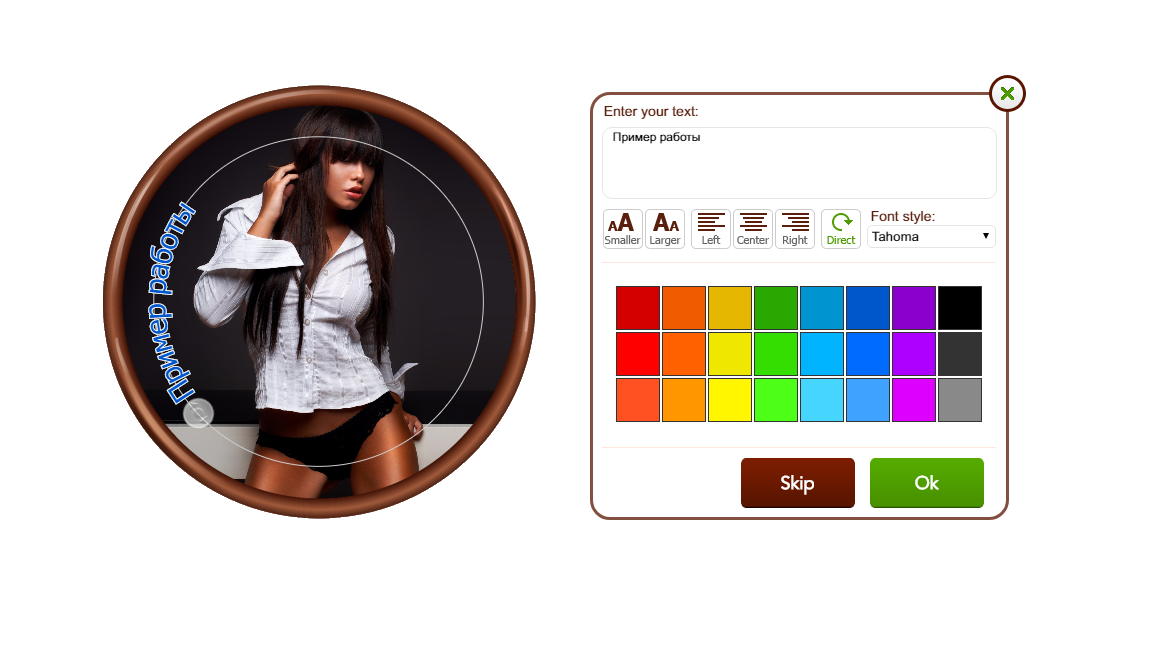 Пример работы
Enter your text:
Пример работы
AA Smaller
AA Larger
Left
Center
Right
Direct
Font style:
Tahoma
Skip
Ok